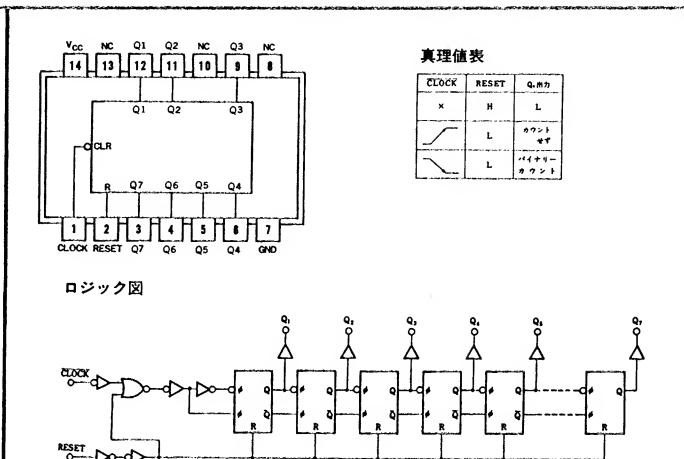 VCC NC Q1 Q2 NC Q3 NC
14 13 12 11 10 9 8
Q1 Q2 Q3
CLR
R Q7 Q6 Q5 Q4
1 2 3 4 5 6 7
CLOCK RESET Q7 Q6 Q5 Q4 GND
真理値表
CLOCK RESET Q.出力
× H L
L カウントせず
L バイナリーカウント
ロジック図
Q1 Q2 Q3 Q4 Q5 Q7
CLOCK
φ Q φ Q φ Q φ Q φ Q φ Q
φ Q̅ φ Q̅ φ Q̅ φ Q̅ φ Q̅
R R R R R R
RESET